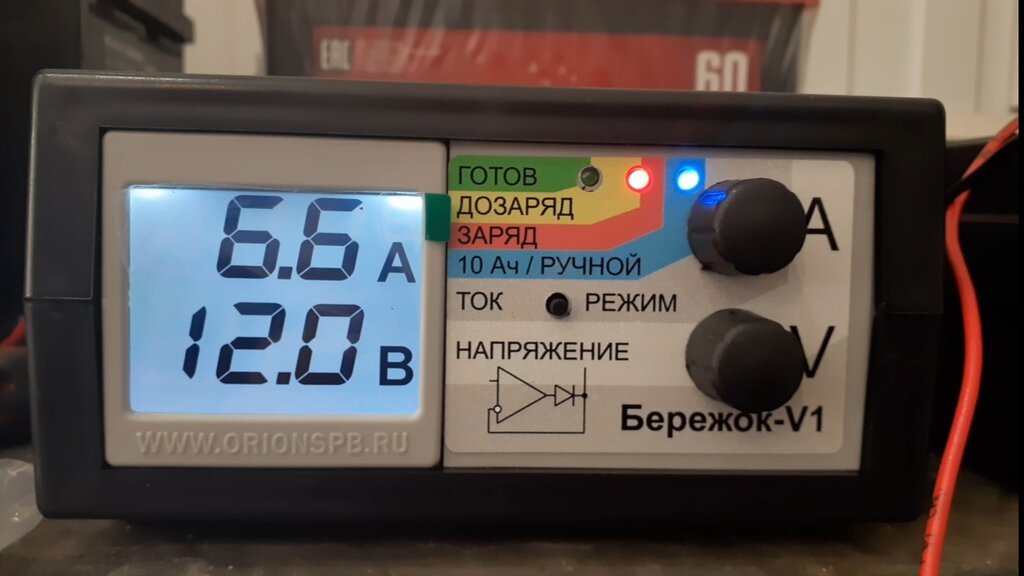 60
6.6 А
12.0 В
ГОТОВ
ДОЗАРЯД
ЗАРЯД
10 Ач / РУЧНОЙ
ТОК РЕЖИМ
НАПРЯЖЕНИЕ
A
V
Бережок-V1
WWW.ORIONSPB.RU